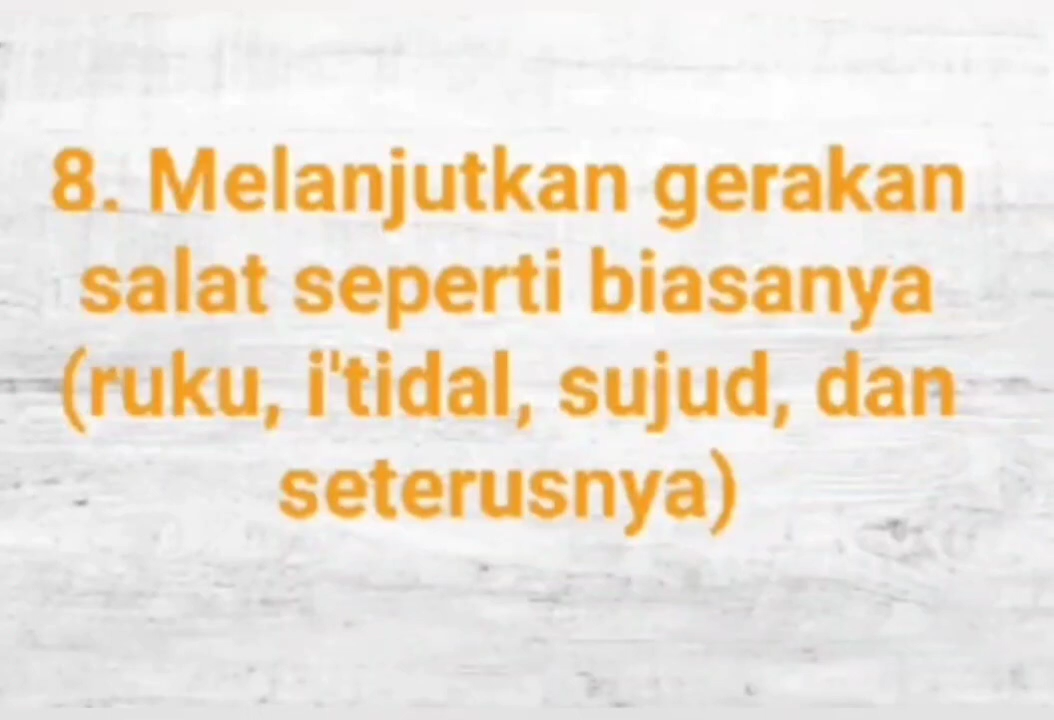 8. Melanjutkan gerakan
salat seperti biasanya
(ruku, i'tidal, sujud, dan
seterusnya)